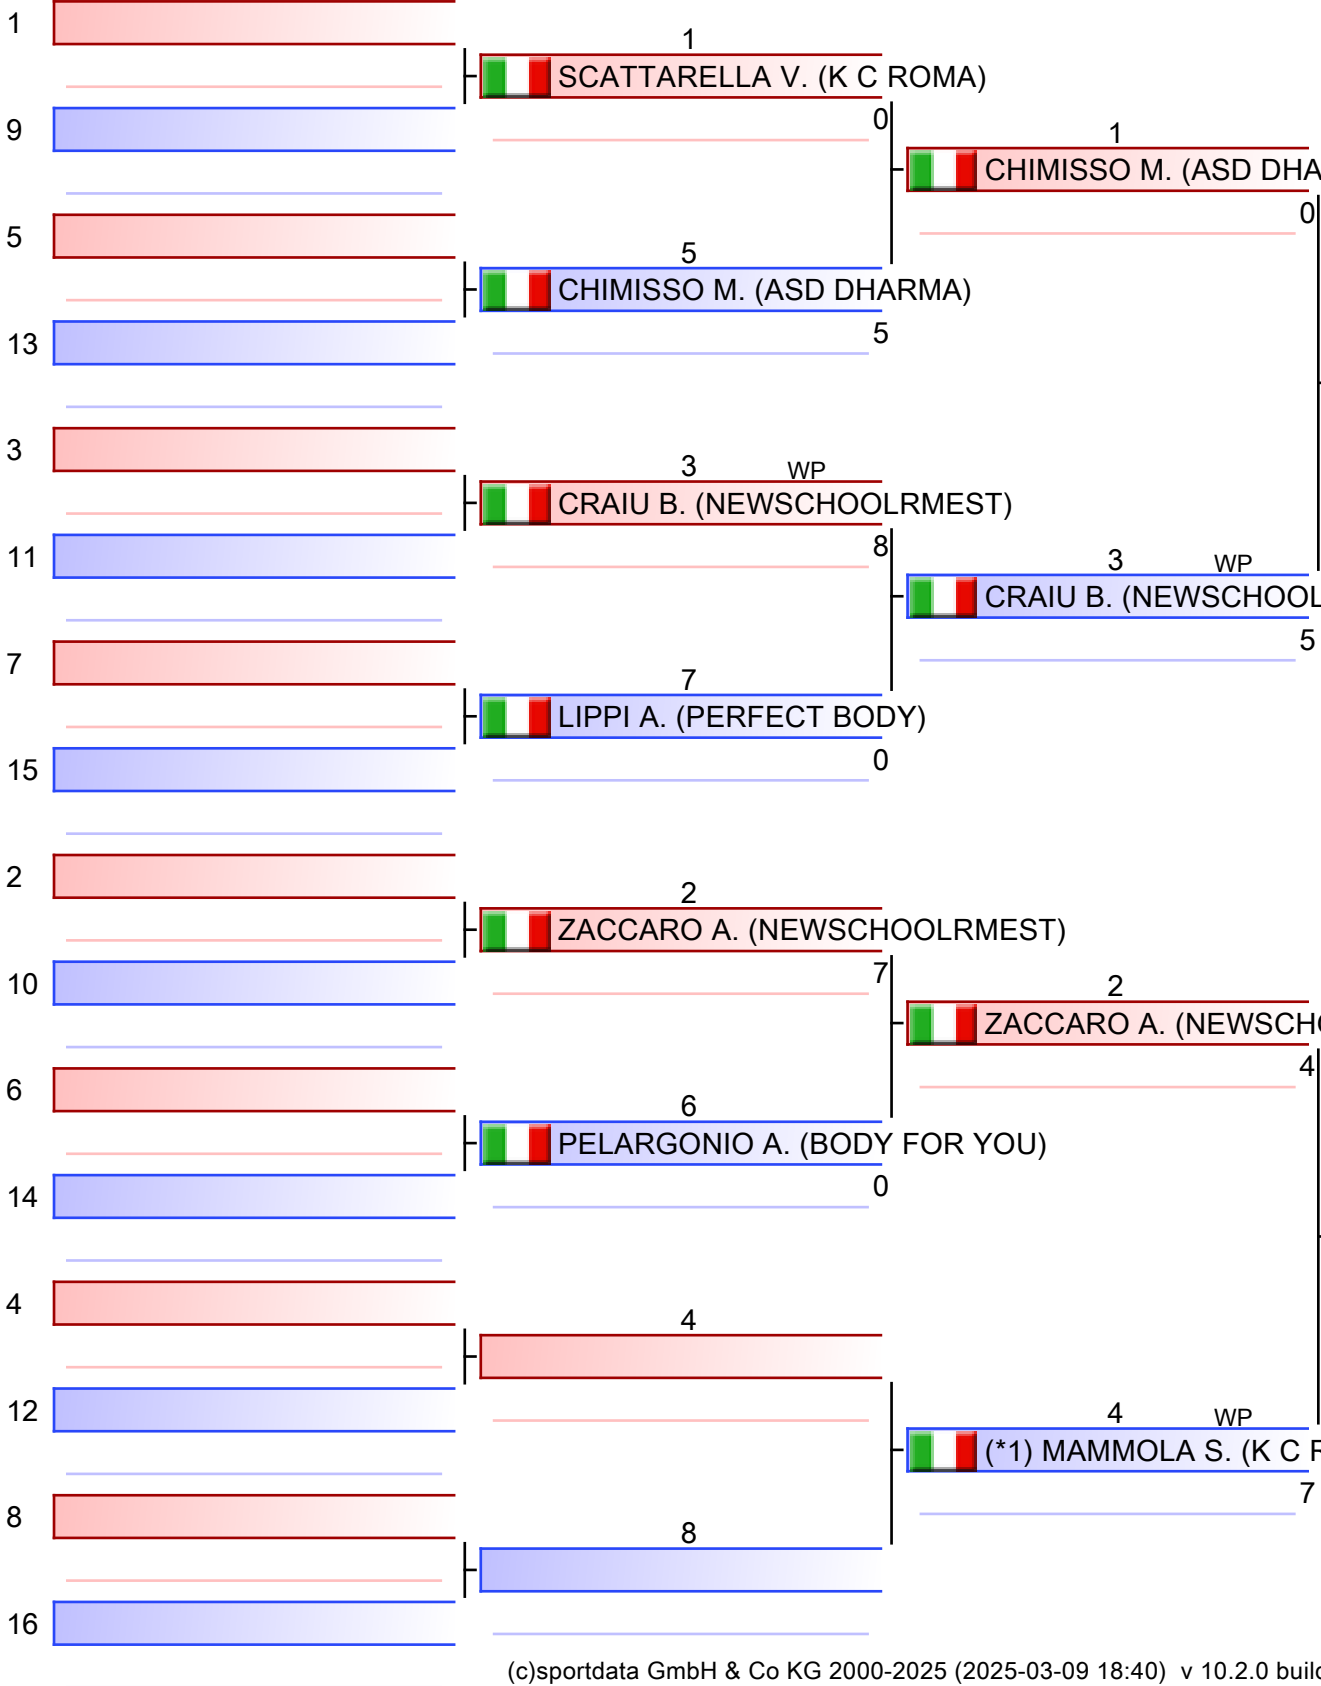 1
1
SCATTARELLA V. (K C ROMA)
0
9
1
CHIMISSO M. (ASD DHA
0
5
5
CHIMISSO M. (ASD DHARMA)
5
13
3
3 WP
CRAIU B. (NEWSCHOOLRMEST)
8
11
3 WP
CRAIU B. (NEWSCHOOL
5
7
7
LIPPI A. (PERFECT BODY)
0
15
2
2
ZACCARO A. (NEWSCHOOLRMEST)
7
10
2
ZACCARO A. (NEWSCHO
4
6
6
PELARGONIO A. (BODY FOR YOU)
0
14
4
4
12
4 WP
(*1) MAMMOLA S. (K C R
7
8
8
16
(c)sportdata GmbH & Co KG 2000-2025 (2025-03-09 18:40) v 10.2.0 build